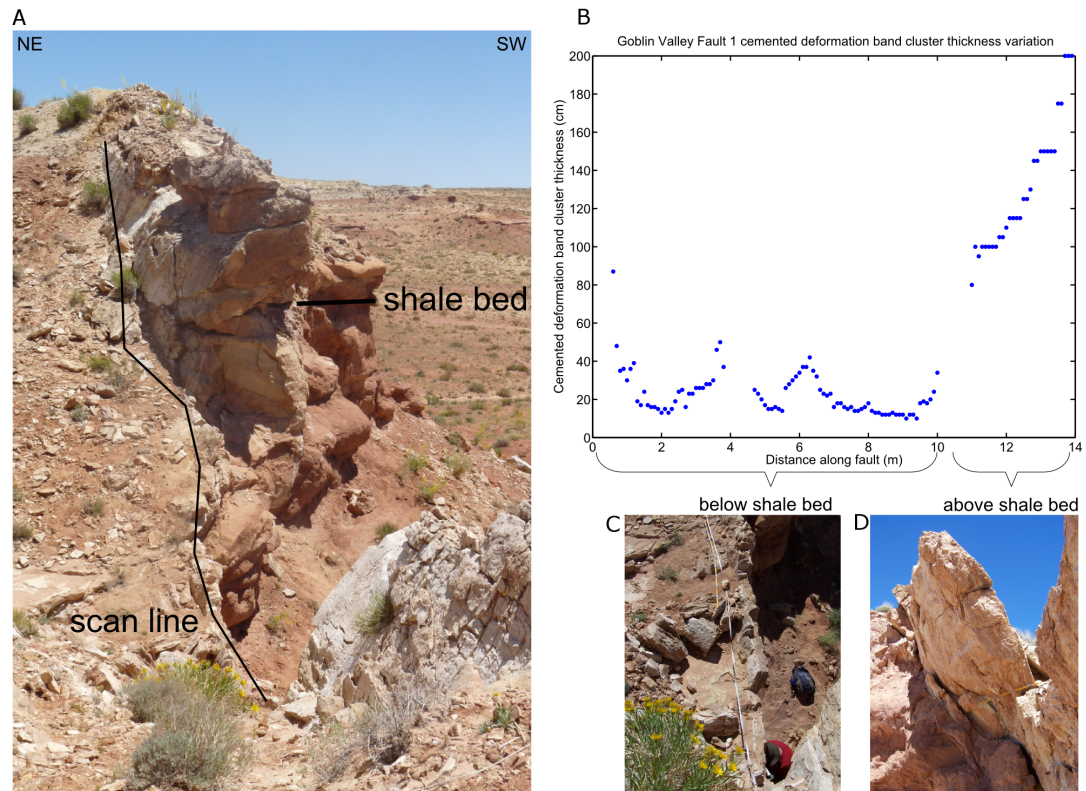 A
NE
SW
shale bed
scan line
B
Goblin Valley Fault 1 cemented deformation band cluster thickness variation
Cemented deformation band cluster thickness (cm)
200
180
160
140
120
100
80
60
40
20
0
0 2 4 6 8 10 12 14
Distance along fault (m)
below shale bed
above shale bed
C
D